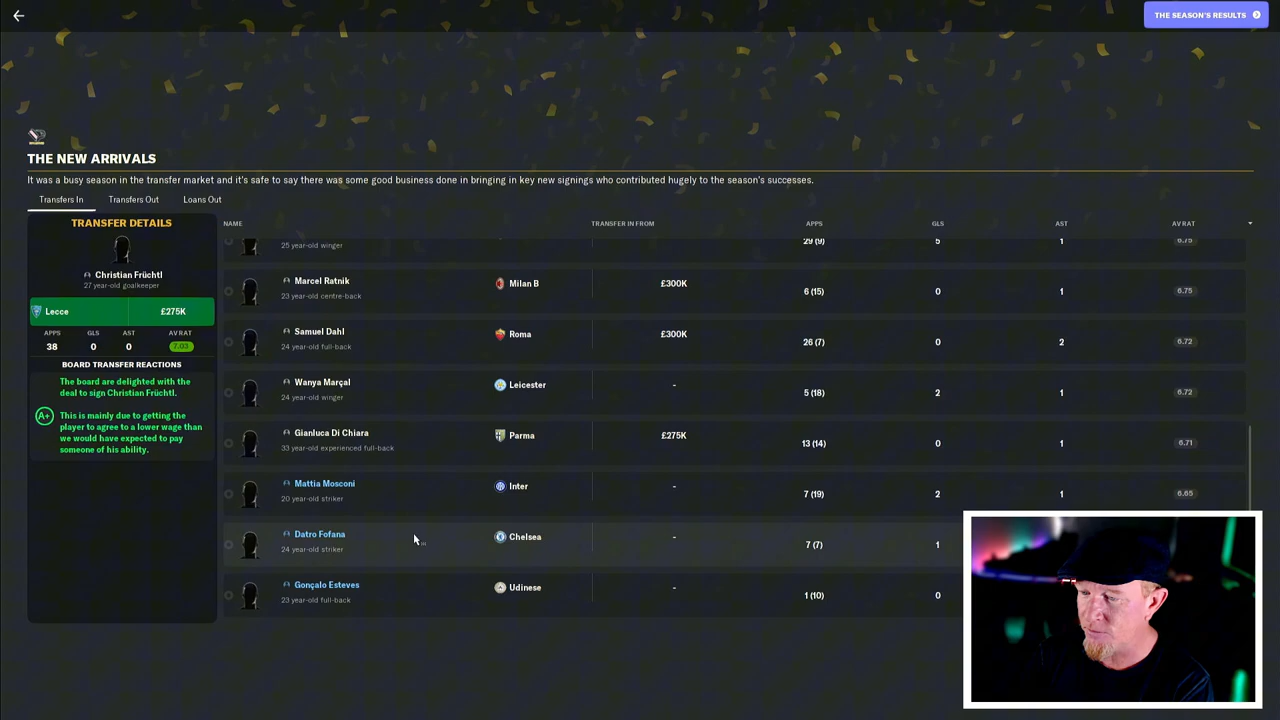 THE SEASON'S RESULTS
THE NEW ARRIVALS
It was a busy season in the transfer market and it's safe to say there was some good business done in bringing in key new signings who contributed hugely to the season's successes.
Transfers In Transfers Out Loans Out
TRANSFER DETAILS
Christian Früchtl
27 year-old goalkeeper
Lecce £275K
APPS GLS AST AV RAT
38 0 0 7.03
BOARD TRANSFER REACTIONS
The board are delighted with the
deal to sign Christian Früchtl.
A+
This is mainly due to getting the
player to agree to a lower wage than
we would have expected to pay
someone of his ability.
NAME TRANSFER IN FROM APPS GLS AST AV RAT
25 year-old winger 29 (9) 5 1 6.75
Marcel Ratnik Milan B £300K 6 (15) 0 1 6.75
23 year-old centre-back
Samuel Dahl Roma £300K 26 (7) 0 2 6.72
24 year-old full-back
Wanya Marçal Leicester - 5 (18) 2 1 6.72
24 year-old winger
Gianluca Di Chiara Parma £275K 13 (14) 0 1 6.71
33 year-old experienced full-back
Mattia Mosconi Inter - 7 (19) 2 1 6.65
20 year-old striker
Datro Fofana Chelsea - 7 (7) 1
24 year-old striker
Gonçalo Esteves Udinese - 1 (10) 0
23 year-old full-back